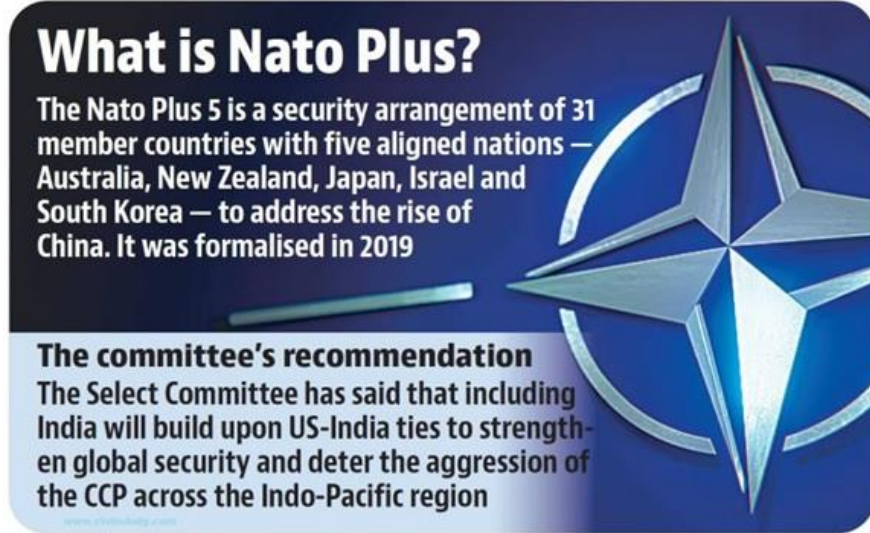 What is Nato Plus?
The Nato Plus 5 is a security arrangement of 31
member countries with five aligned nations —
Australia, New Zealand, Japan, Israel and
South Korea — to address the rise of
China. It was formalised in 2019
The committee's recommendation
The Select Committee has said that including
India will build upon US-India ties to strength-
en global security and deter the aggression of
the CCP across the Indo-Pacific region